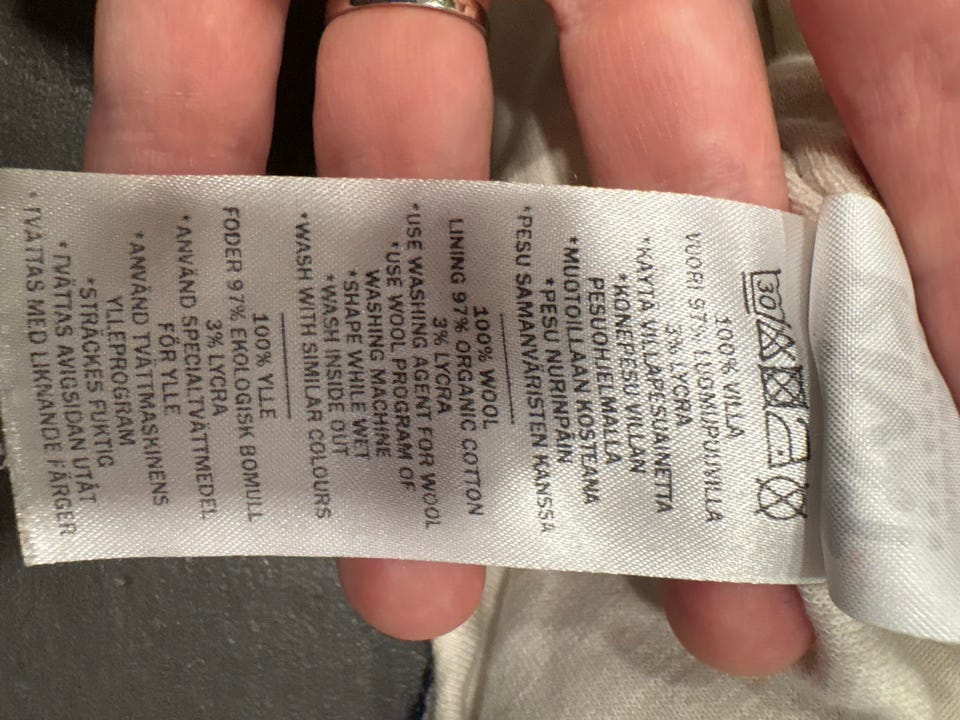 30
100% VILLA
VUORI 97% LUOMUPUUVILLA
3% LYCRA
*KÄYTÄ VILLAPESUAINETTA
*KONEPESU VILLAN
PESUOHJELMALLA
*MUOTOILLAAN KOSTEANA
*PESU NURINPÄIN
*PESU SAMANVÄRISTEN KANSSA
100% WOOL
LINING 97% ORGANIC COTTON
3% LYCRA
*USE WASHING AGENT FOR WOOL
*USE WOOL PROGRAM OF
WASHING MACHINE
*SHAPE WHILE WET
*WASH INSIDE OUT
*WASH WITH SIMILAR COLOURS
100% YLLE
FODER 97% EKOLOGISK BOMULL
3% LYCRA
*ANVÄND SPECIALTVÄTTMEDEL
FÖR YLLE
*ANVÄND TVÄTTMASKINENS
YLLEPROGRAM
*STRÄCKES FUKTIG
*TVÄTTAS AVIGSIDAN UTÅT
*TVÄTTAS MED LIKNANDE FÄRGER